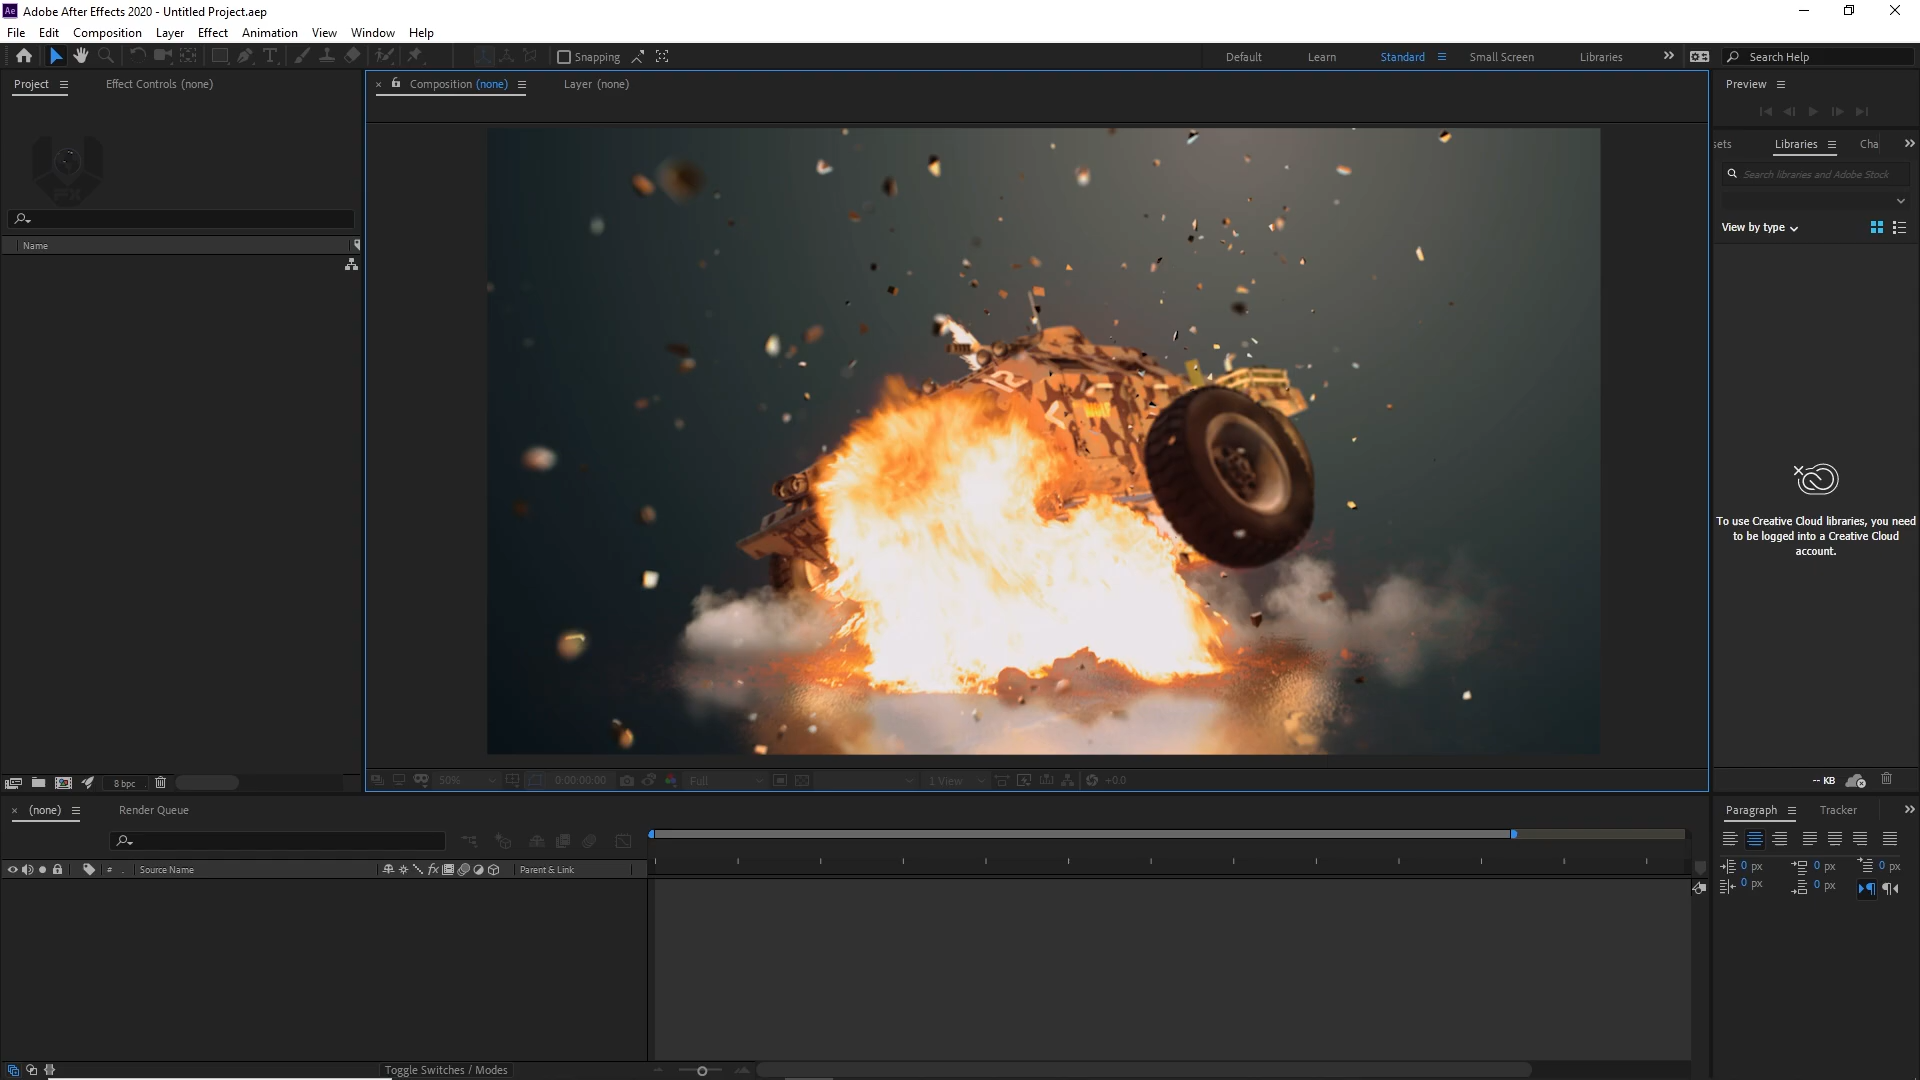 Adobe After Effects 2020 - Untitled Project.aep
File Edit Composition Layer Effect Animation View Window Help
Snapping
Default Learn Standard Small Screen Libraries
Search Help
Project Effect Controls (none)
Composition (none) Layer (none)
Preview
sets Libraries Cha
Search libraries and Adobe Stock
View by type
Name
To use Creative Cloud libraries, you need
to be logged into a Creative Cloud
account.
8 bpc
50% 0:00:00:00 Full 1 View +0.0
-- KB
(none) Render Queue
Paragraph Tracker
# . Source Name fx Parent & Link
0 px 0 px 0 px
0 px 0 px
Toggle Switches / Modes